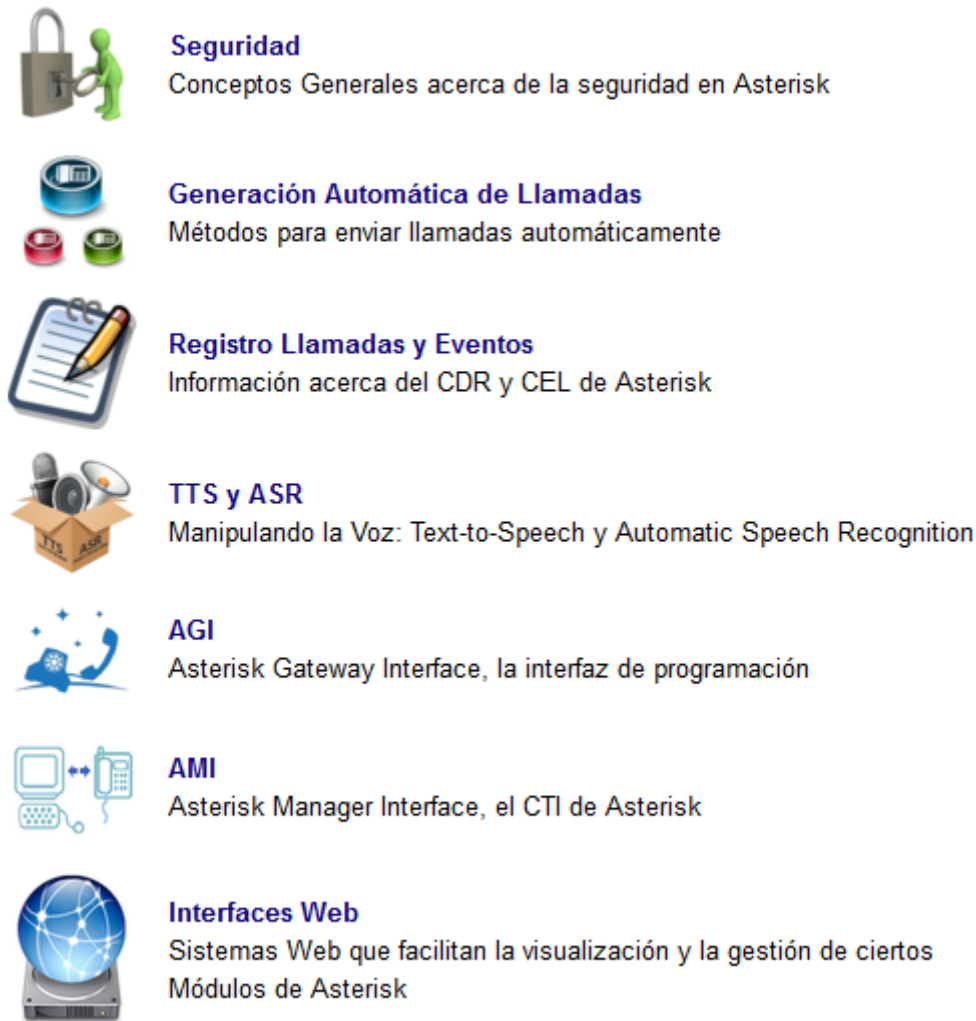 Seguridad
Conceptos Generales acerca de la seguridad en Asterisk
Generación Automática de Llamadas
Métodos para enviar llamadas automáticamente
Registro Llamadas y Eventos
Información acerca del CDR y CEL de Asterisk
TTS ASR
TTS y ASR
Manipulando la Voz: Text-to-Speech y Automatic Speech Recognition
AGI
Asterisk Gateway Interface, la interfaz de programación
AMI
Asterisk Manager Interface, el CTI de Asterisk
Interfaces Web
Sistemas Web que facilitan la visualización y la gestión de ciertos
Módulos de Asterisk